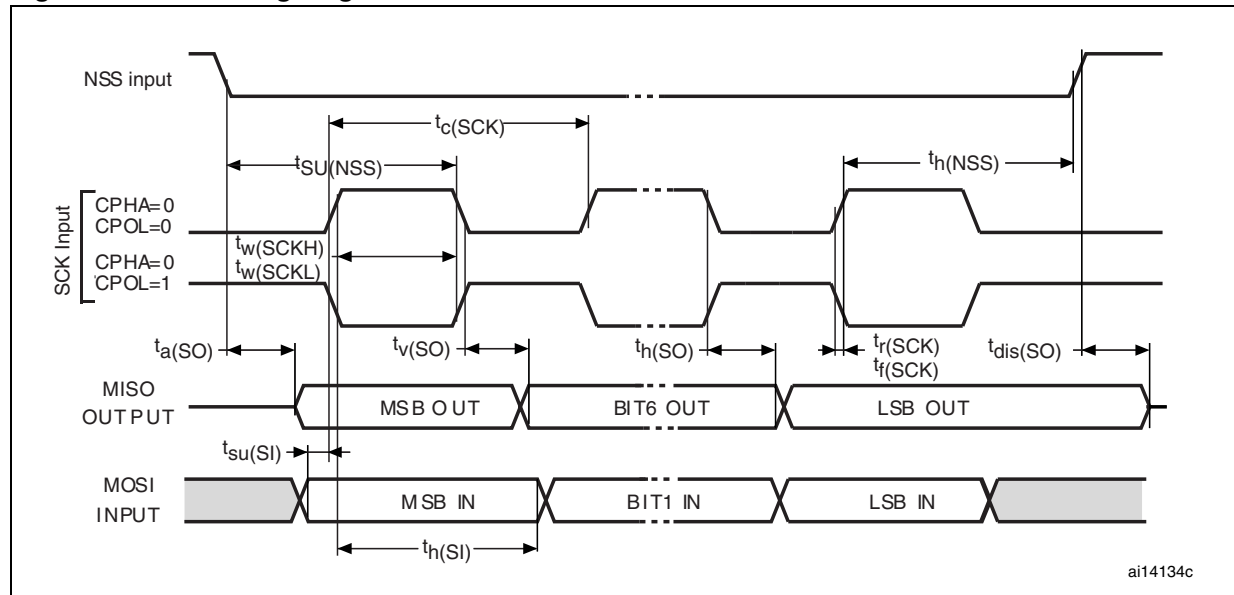 NSS input
tc(SCK)
tSU(NSS)
th(NSS)
SCK Input
CPHA=0
CPOL=0
tw(SCKH)
CPHA=0
tw(SCKL)
CPOL=1
ta(SO)
tv(SO)
th(SO)
tr(SCK)
tf(SCK)
tdis(SO)
MISO
OUTPUT
MSB OUT
BIT6 OUT
LSB OUT
tsu(SI)
MOSI
INPUT
MSB IN
BIT1 IN
LSB IN
th(SI)
ai14134c